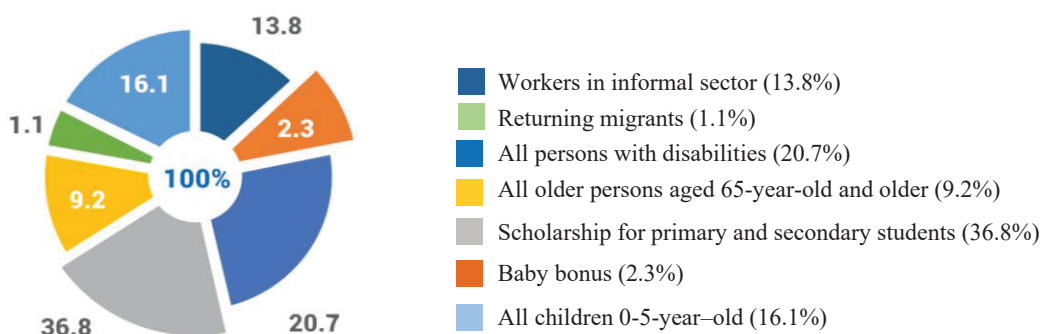 13.8
16.1
2.3
1.1
100%
9.2
36.8
20.7
Workers in informal sector (13.8%)
Returning migrants (1.1%)
All persons with disabilities (20.7%)
All older persons aged 65-year-old and older (9.2%)
Scholarship for primary and secondary students (36.8%)
Baby bonus (2.3%)
All children 0-5-year–old (16.1%)